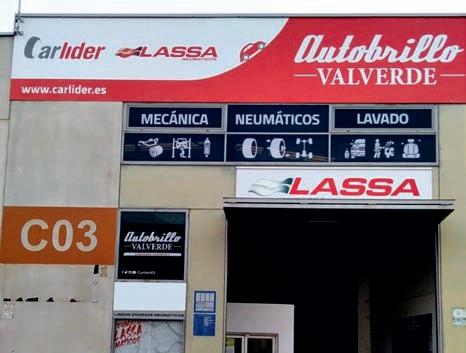 Carlider
LASSA
NEUMÁTICOS
Autobrillo
VALVERDE
www.carlider.es
MECÁNICA
NEUMÁTICOS
LAVADO
LASSA
C03
Autobrillo
VALVERDE
LASSA